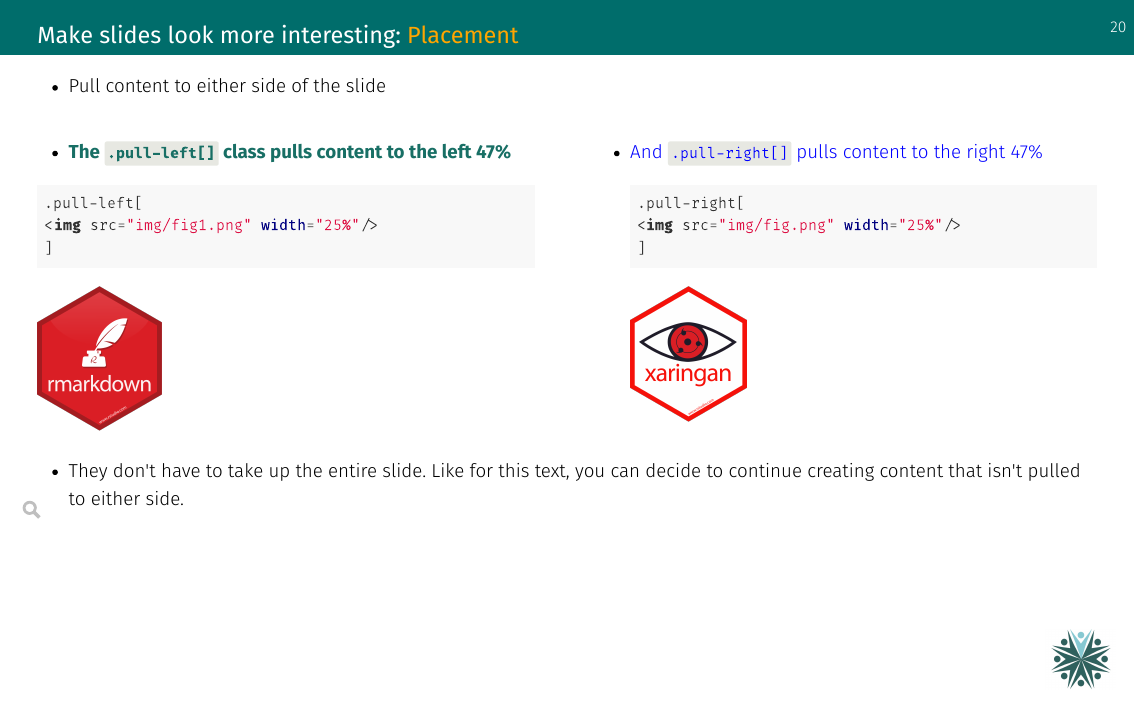 Make slides look more interesting: Placement
20
• Pull content to either side of the slide
• The .pull-left[] class pulls content to the left 47%
.pull-left[
<img src="img/fig1.png" width="25%"/>
]
rmarkdown
• And .pull-right[] pulls content to the right 47%
.pull-right[
<img src="img/fig.png" width="25%"/>
]
xaringan
• They don't have to take up the entire slide. Like for this text, you can decide to continue creating content that isn't pulled
to either side.